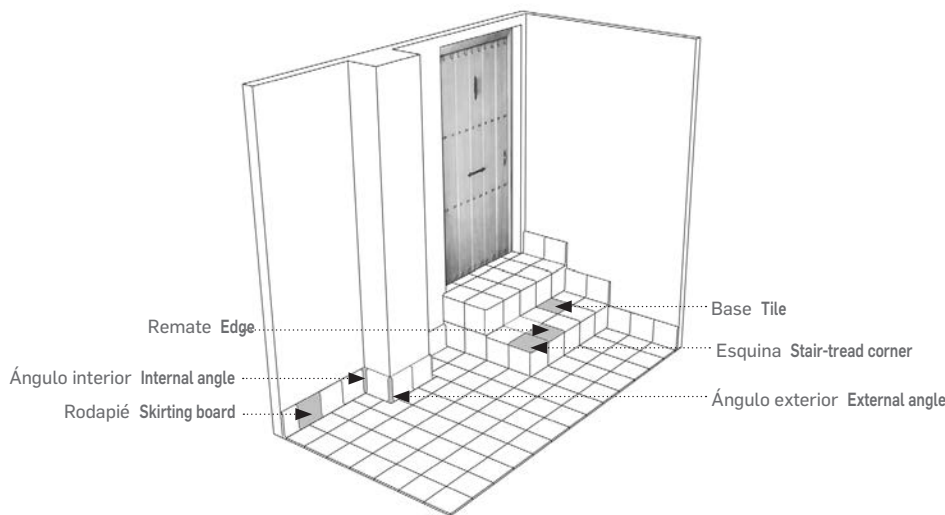 Base Tile
Remate Edge
Esquina Stair-tread corner
Ángulo interior Internal angle
Ángulo exterior External angle
Rodapié Skirting board